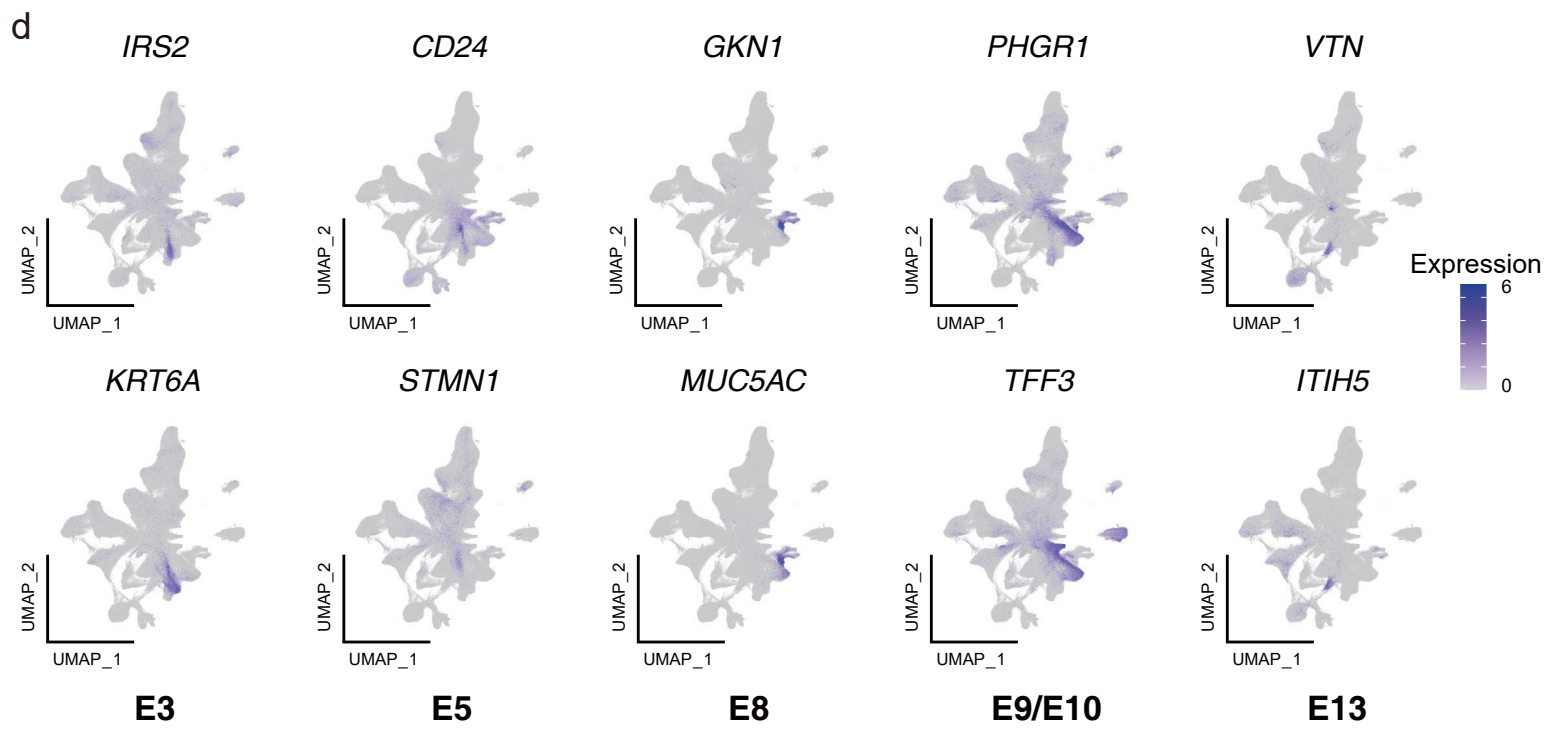 d
IRS2 CD24 GKN1 PHGR1 VTN
UMAP_2 UMAP_2 UMAP_2 UMAP_2 UMAP_2
UMAP_1 UMAP_1 UMAP_1 UMAP_1 UMAP_1
Expression
6
0
KRT6A STMN1 MUC5AC TFF3 ITIH5
UMAP_2 UMAP_2 UMAP_2 UMAP_2 UMAP_2
UMAP_1 UMAP_1 UMAP_1 UMAP_1 UMAP_1
E3 E5 E8 E9/E10 E13